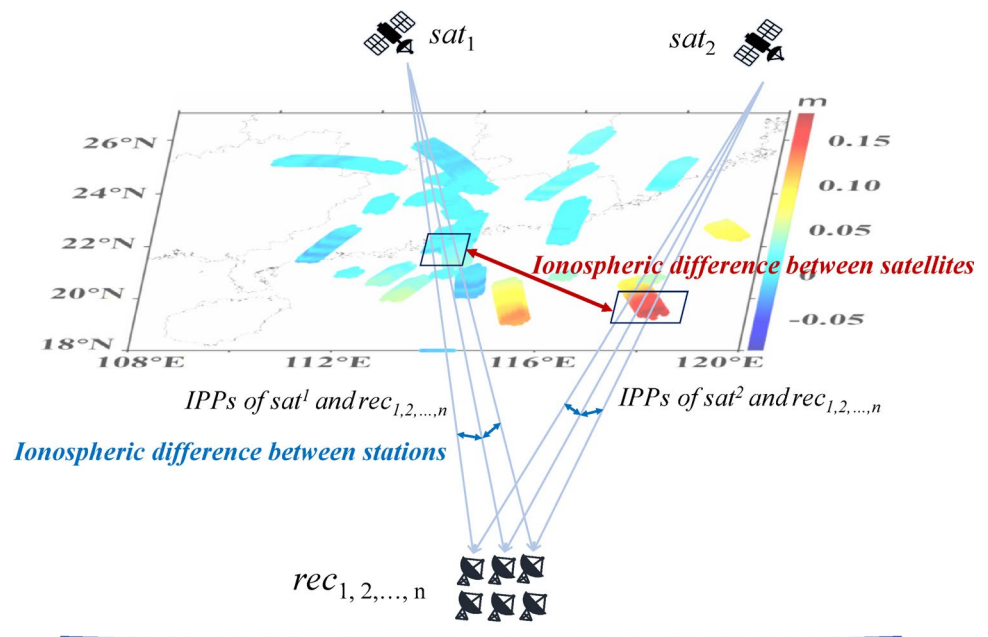 sat1
sat2
m
26°N
0.15
24°N
0.10
22°N
0.05
Ionospheric difference between satellites
20°N
0
-0.05
18°N
108°E
112°E
116°E
120°E
IPPs of sat1 and rec1,2,...,n
IPPs of sat2 and rec1,2,...,n
Ionospheric difference between stations
rec1, 2,..., n